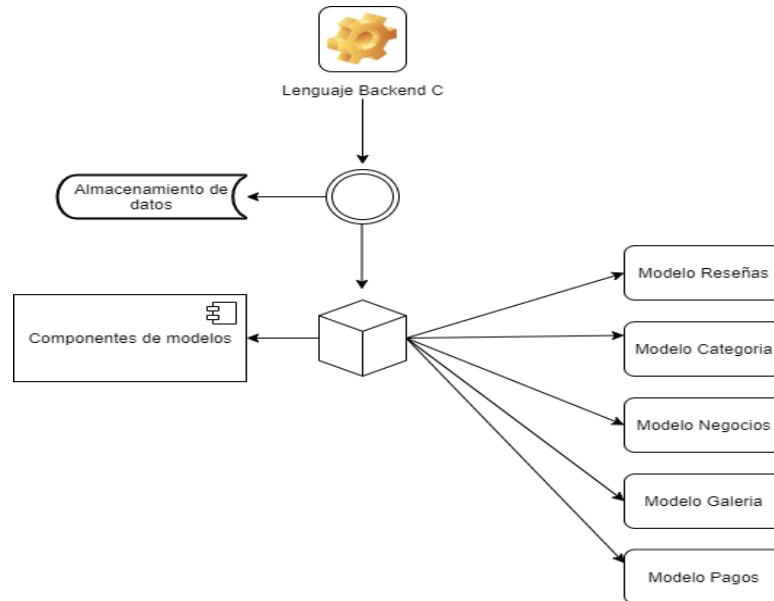 Lenguaje Backend C
Almacenamiento de
datos
Modelo Reseñas
Componentes de modelos
Modelo Categoria
Modelo Negocios
Modelo Galeria
Modelo Pagos